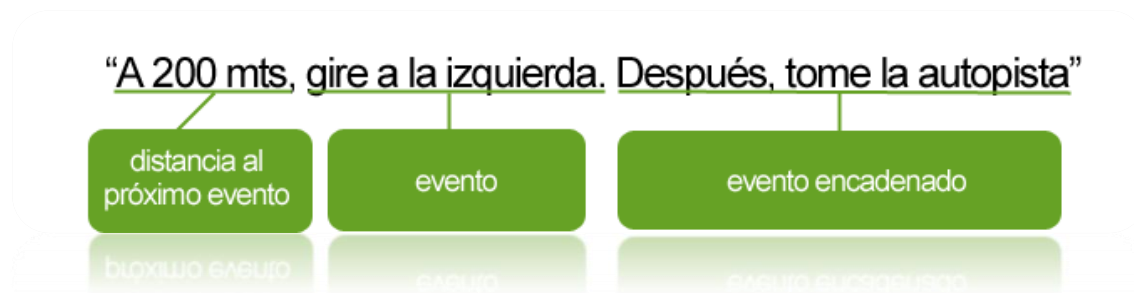 “A 200 mts, gire a la izquierda. Después, tome la autopista”
distancia al
próximo evento
evento
evento encadenado